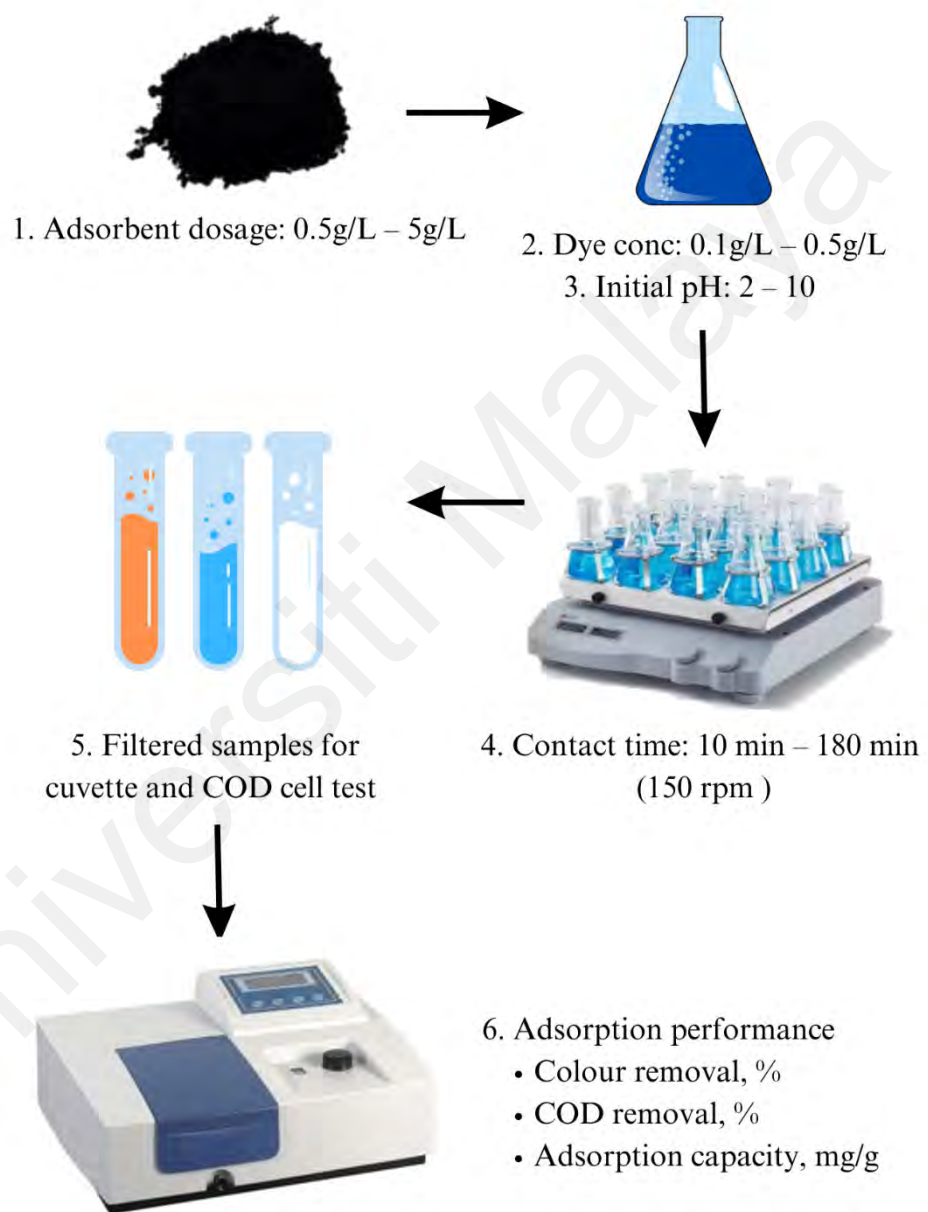 1. Adsorbent dosage: 0.5g/L – 5g/L
2. Dye conc: 0.1g/L – 0.5g/L
3. Initial pH: 2 – 10
4. Contact time: 10 min – 180 min
(150 rpm )
5. Filtered samples for
cuvette and COD cell test
6. Adsorption performance
• Colour removal, %
• COD removal, %
• Adsorption capacity, mg/g
niversiti Malaya